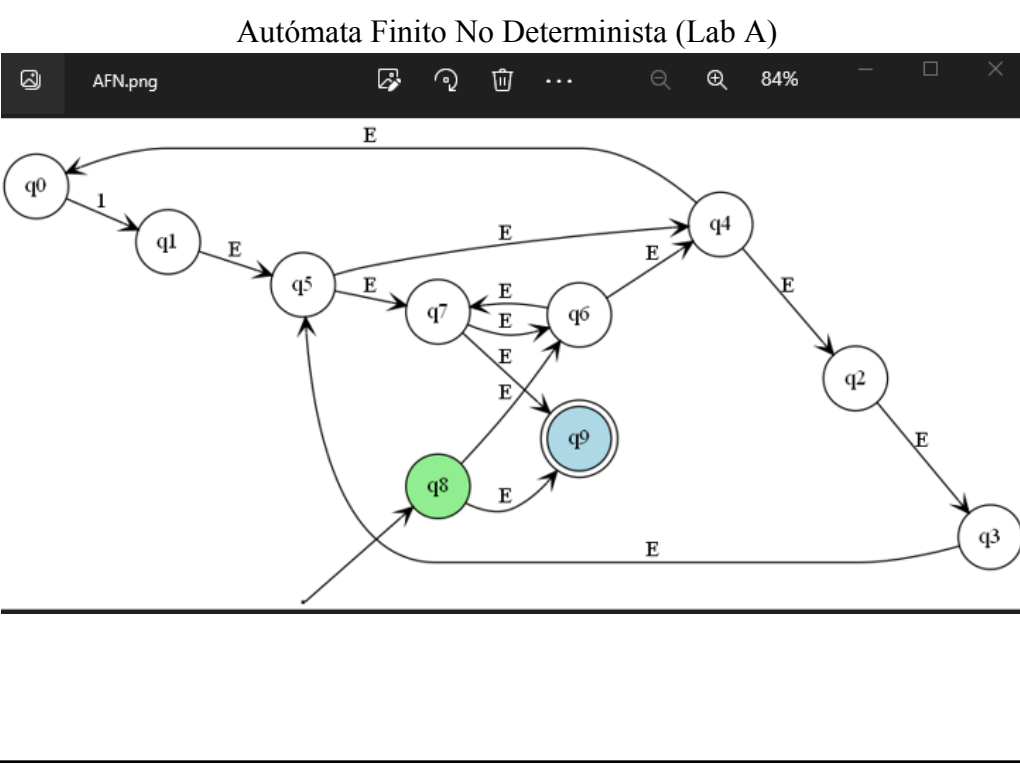 Autómata Finito No Determinista (Lab A)
AFN.png
84%
E
q0
1
q1
E
q5
E
E
q7
E
E
q6
E
q4
E
E
E
q9
q8
E
E
q2
E
q3
E